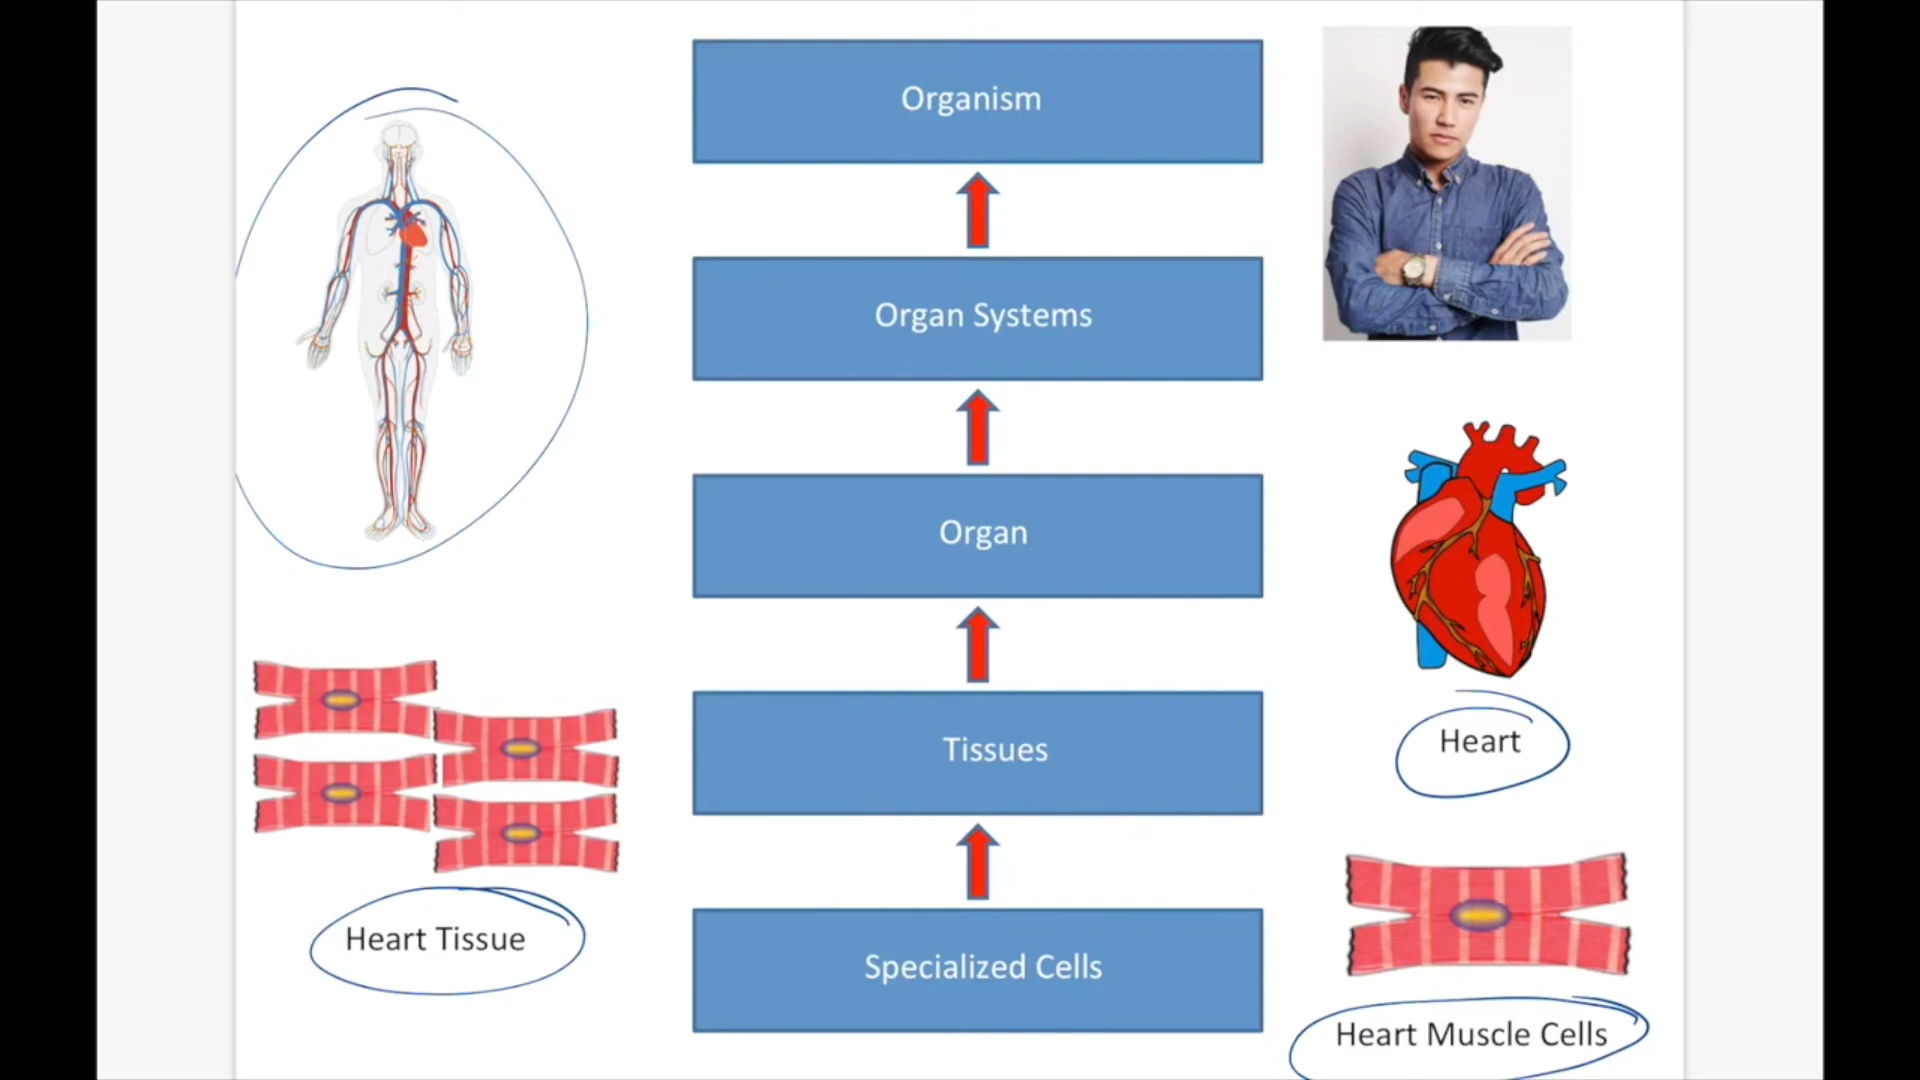 Organism
Organ Systems
Organ
Tissues
Heart
Heart Tissue
Specialized Cells
Heart Muscle Cells